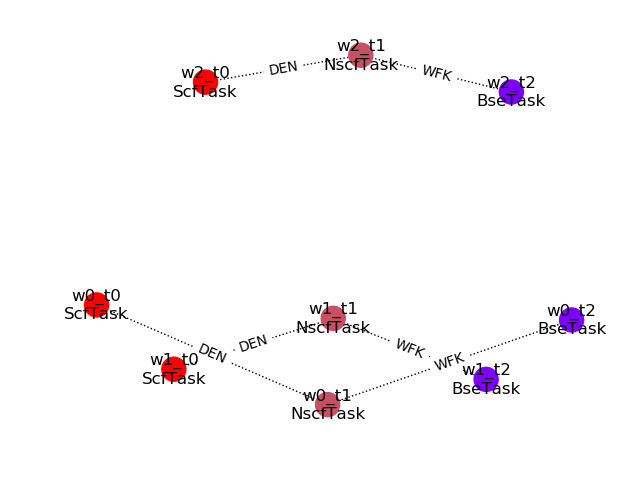 w2_t1
NscfTask
w2_t0
ScfTask
DEN
WFK
w2_t2
BseTask
w0_t0
ScfTask
w1_t1
NscfTask
w0_t2
BseTask
DEN
DEN
WFK
WFK
w1_t0
ScfTask
w1_t2
BseTask
w0_t1
NscfTask